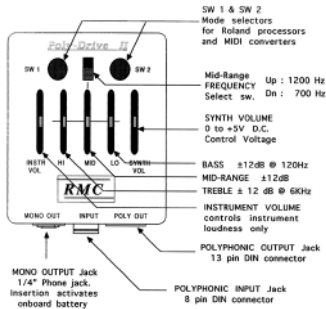 SW 1 & SW 2
Mode selectors
for Roland processors
and MIDI converters
Poly-Drive II
SW 1
SW 2
Mid-Range
FREQUENCY
Select sw.
Up : 1200 Hz
Dn : 700 Hz
SYNTH VOLUME
0 to +5V D.C.
Control Voltage
INSTR VOL
HI
MID
LO
SYNTH VOL
BASS ±12dB @ 120Hz
MID-RANGE ±12dB
TREBLE ± 12 dB @ 6KHz
RMC
INSTRUMENT VOLUME
controls instrument
loudness only
MONO OUT
INPUT
POLY OUT
POLYPHONIC OUTPUT Jack
13 pin DIN connector
MONO OUTPUT Jack
1/4" Phone jack.
Insertion activates
onboard battery
POLYPHONIC INPUT Jack
8 pin DIN connector